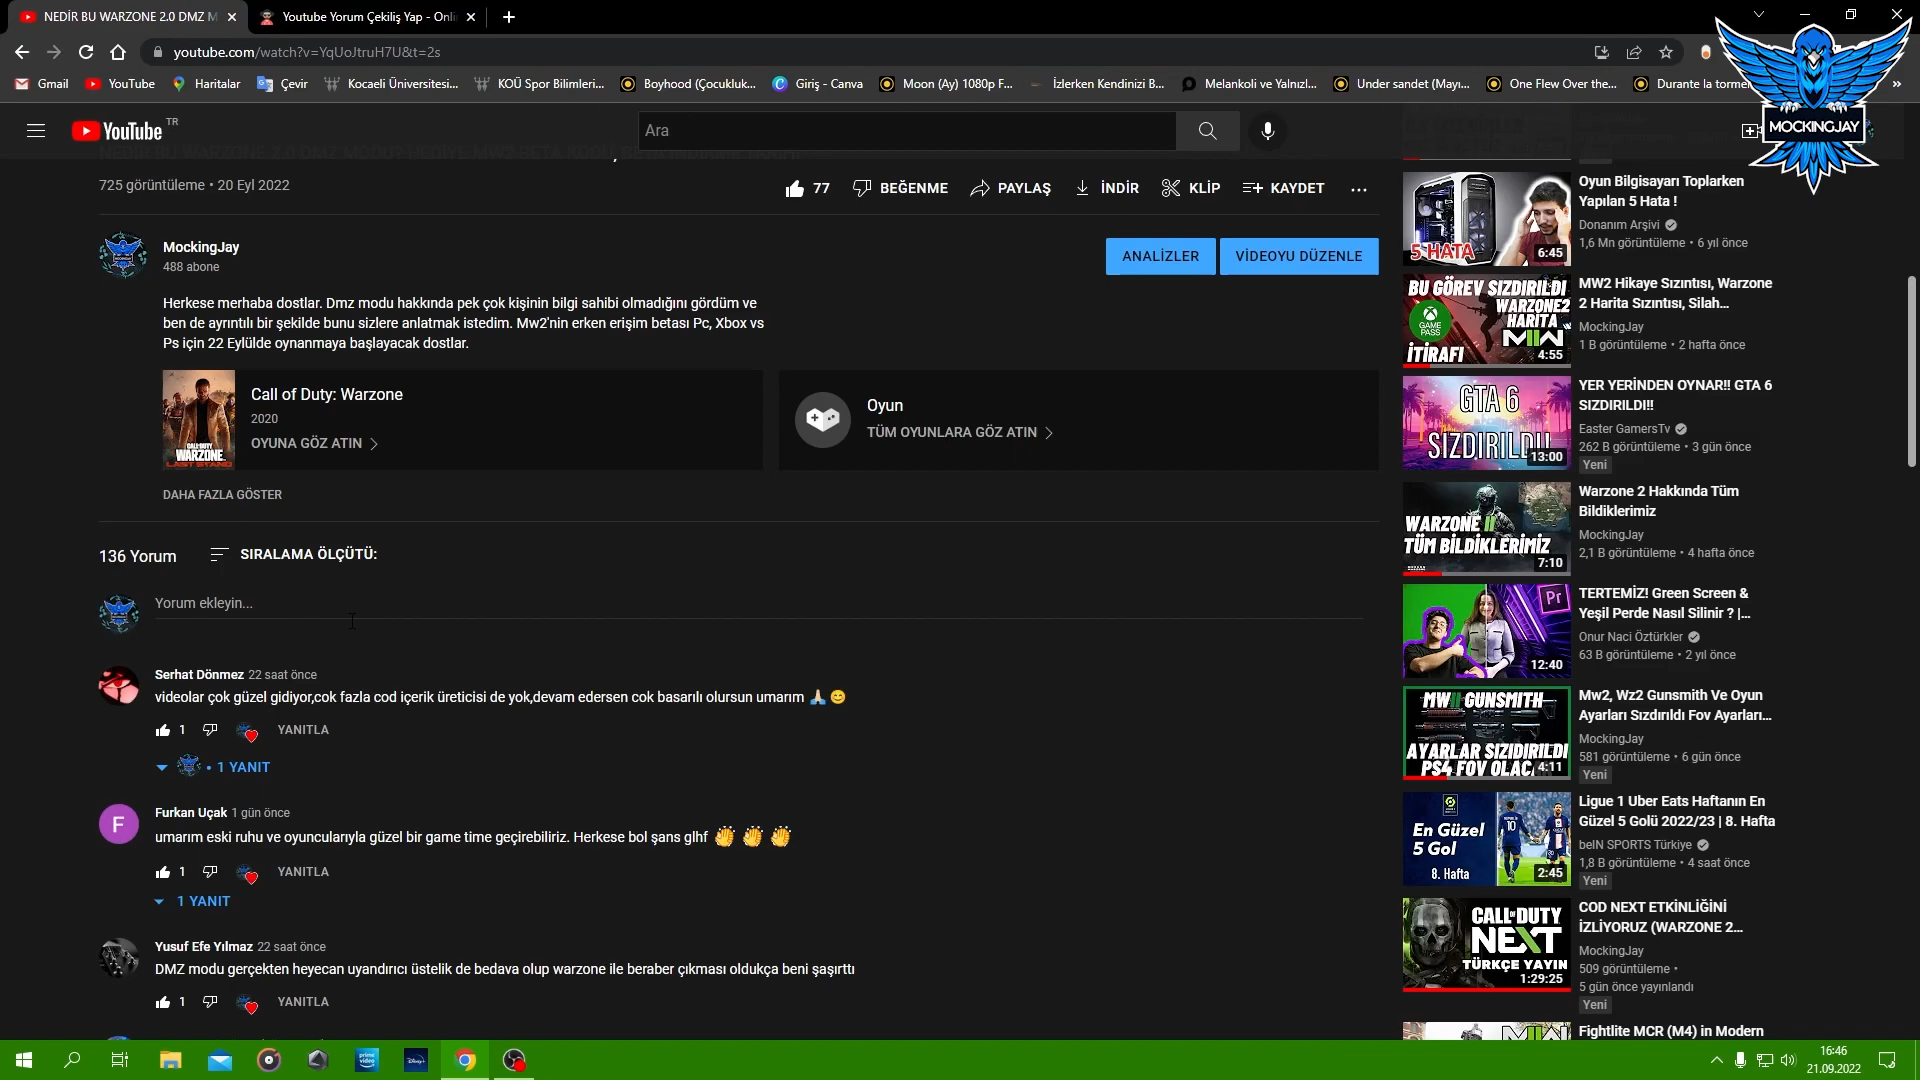 NEDİR BU WARZONE 2.0 DMZ M
Youtube Yorum Çekiliş Yap - Onli
youtube.com/watch?v=YqUoJtruH7U&t=2s
Gmail
YouTube
Haritalar
Çevir
Kocaeli Üniversitesi...
KOÜ Spor Bilimleri...
Boyhood (Çocukluk...
Giriş - Canva
Moon (Ay) 1080p F...
İzlerken Kendinizi B...
Melankoli ve Yalnızl...
Under sandet (Mayı...
One Flew Over the...
Durante la tormen
MOCKINGJAY
YouTube TR
Ara
725 görüntüleme • 20 Eyl 2022
77
BEĞENME
PAYLAŞ
İNDİR
KLİP
KAYDET
MockingJay
488 abone
ANALİZLER
VİDEOYU DÜZENLE
Herkese merhaba dostlar. Dmz modu hakkında pek çok kişinin bilgi sahibi olmadığını gördüm ve
ben de ayrıntılı bir şekilde bunu sizlere anlatmak istedim. Mw2'nin erken erişim betası Pc, Xbox vs
Ps için 22 Eylülde oynanmaya başlayacak dostlar.
CALL OF DUTY
WARZONE
LAST STAND
Call of Duty: Warzone
2020
OYUNA GÖZ ATIN
Oyun
TÜM OYUNLARA GÖZ ATIN
DAHA FAZLA GÖSTER
136 Yorum
SIRALAMA ÖLÇÜTÜ:
Yorum ekleyin...
Serhat Dönmez 22 saat önce
videolar çok güzel gidiyor,cok fazla cod içerik üreticisi de yok,devam edersen cok basarılı olursun umarım 🙏🏻 😊
1
YANITLA
• 1 YANIT
F
Furkan Uçak 1 gün önce
umarım eski ruhu ve oyuncularıyla güzel bir game time geçirebiliriz. Herkese bol şans glhf 👏 👏 👏
1
YANITLA
1 YANIT
Yusuf Efe Yılmaz 22 saat önce
DMZ modu gerçekten heyecan uyandırıcı üstelik de bedava olup warzone ile beraber çıkması oldukça beni şaşırttı
1
YANITLA
5 HATA
6:45
Oyun Bilgisayarı Toplarken
Yapılan 5 Hata !
Donanım Arşivi
1,6 Mn görüntüleme • 6 yıl önce
BU GÖREV SIZDIRILDI
WARZONE2
HARİTA
GAME
PASS
MWII
İTİRAFI
4:55
MW2 Hikaye Sızıntısı, Warzone
2 Harita Sızıntısı, Silah...
MockingJay
1 B görüntüleme • 2 hafta önce
GTA 6
SIZDIRILDI!
13:00
YER YERİNDEN OYNAR!! GTA 6
SIZDIRILDI!!
Easter GamersTv
262 B görüntüleme • 3 gün önce
Yeni
WARZONE II
TÜM BİLDİKLERİMİZ
7:10
Warzone 2 Hakkında Tüm
Bildiklerimiz
MockingJay
2,1 B görüntüleme • 4 hafta önce
Pr
12:40
TERTEMİZ! Green Screen &
Yeşil Perde Nasıl Silinir ? |...
Onur Naci Öztürkler
63 B görüntüleme • 2 yıl önce
MWII GUNSMITH
AYARLAR SIZIDIRILDI
PS4 FOV OLAC
4:11
Mw2, Wz2 Gunsmith Ve Oyun
Ayarları Sızdırıldı Fov Ayarları...
MockingJay
581 görüntüleme • 6 gün önce
Yeni
En Güzel
5 Gol
8. Hafta
10
2:45
Ligue 1 Uber Eats Haftanın En
Güzel 5 Golü 2022/23 | 8. Hafta
beIN SPORTS Türkiye
1,8 B görüntüleme • 4 saat önce
Yeni
CALL OF DUTY
NEXT
TÜRKÇE YAYIN
1:29:25
COD NEXT ETKİNLİĞİNİ
İZLİYORUZ (WARZONE 2...
MockingJay
509 görüntüleme •
5 gün önce yayınlandı
Yeni
Fightlite MCR (M4) in Modern
prime video
Disney+
16:46
21.09.2022